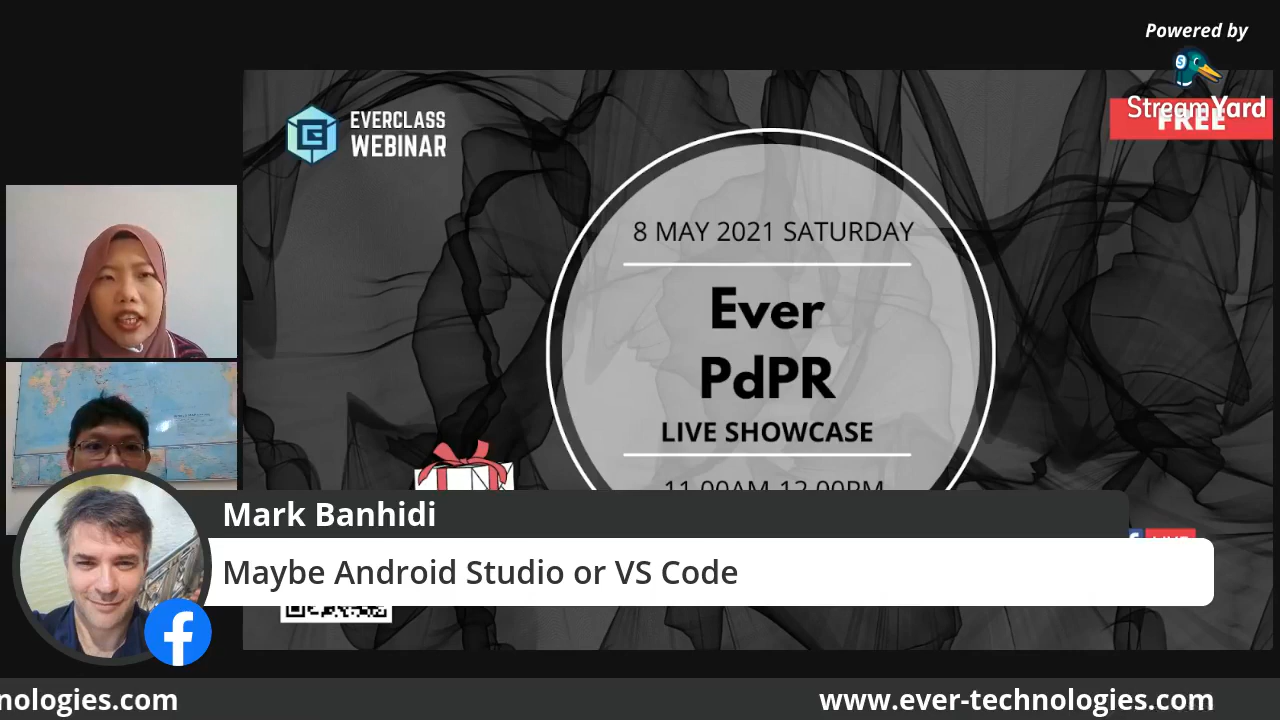 Powered by
StreamYard
FREE
EVERCLASS
WEBINAR
8 MAY 2021 SATURDAY
Ever
PdPR
LIVE SHOWCASE
Mark Banhidi
Maybe Android Studio or VS Code
nologies.com
www.ever-technologies.com